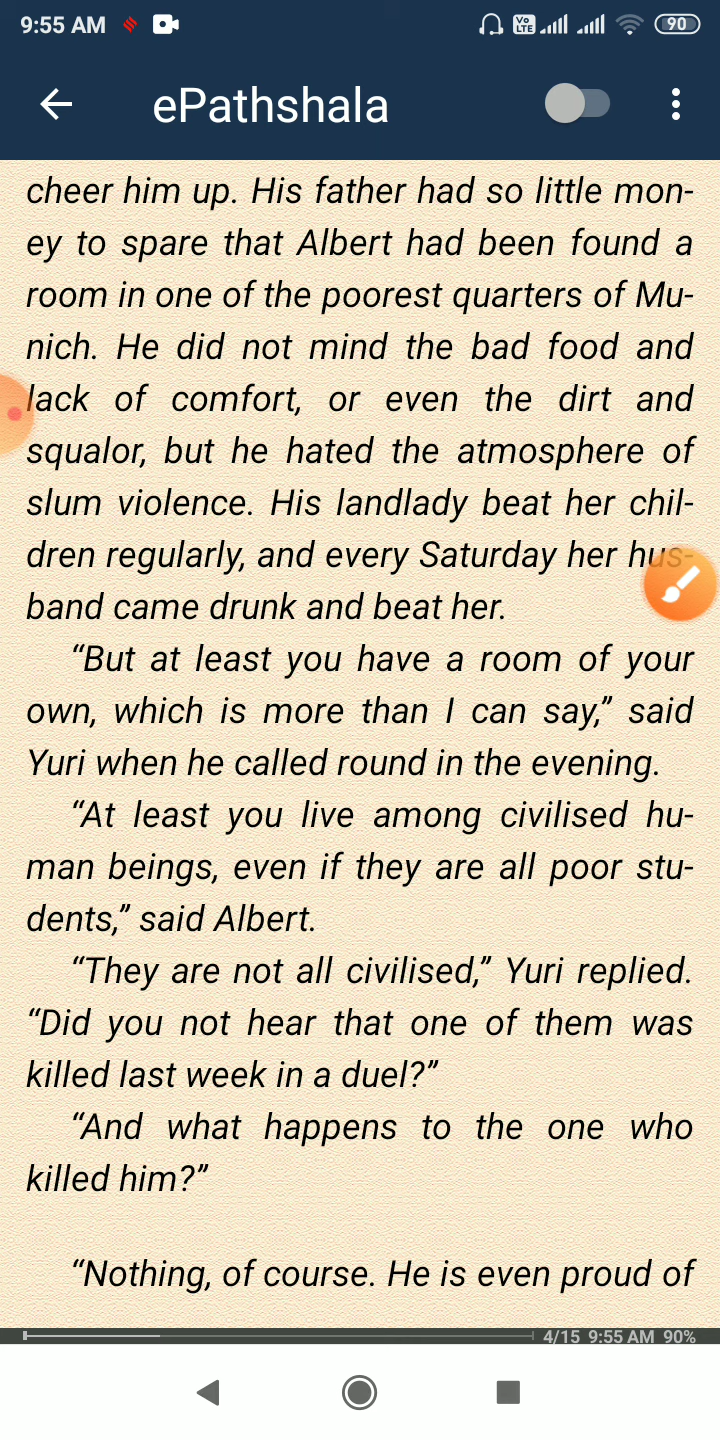 9:55 AM
Vo LTE
90
ePathshala
cheer him up. His father had so little mon-
ey to spare that Albert had been found a
room in one of the poorest quarters of Mu-
nich. He did not mind the bad food and
lack of comfort, or even the dirt and
squalor, but he hated the atmosphere of
slum violence. His landlady beat her chil-
dren regularly, and every Saturday her hus-
band came drunk and beat her.
“But at least you have a room of your
own, which is more than I can say,” said
Yuri when he called round in the evening.
“At least you live among civilised hu-
man beings, even if they are all poor stu-
dents,” said Albert.
“They are not all civilised,” Yuri replied.
“Did you not hear that one of them was
killed last week in a duel?”
“And what happens to the one who
killed him?”
“Nothing, of course. He is even proud of
4/15 9:55 AM 90%